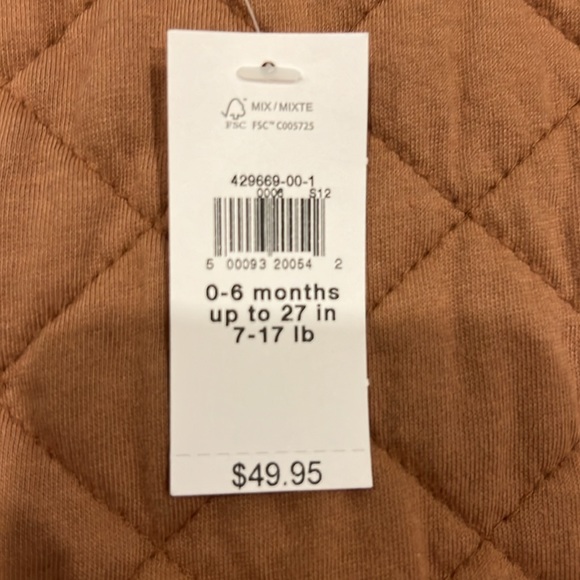 MIX/MIXTE
FSC FSC™ C005725
429669-00-1
0006 S12
5 00093 20054 2
0-6 months
up to 27 in
7-17 lb
$49.95